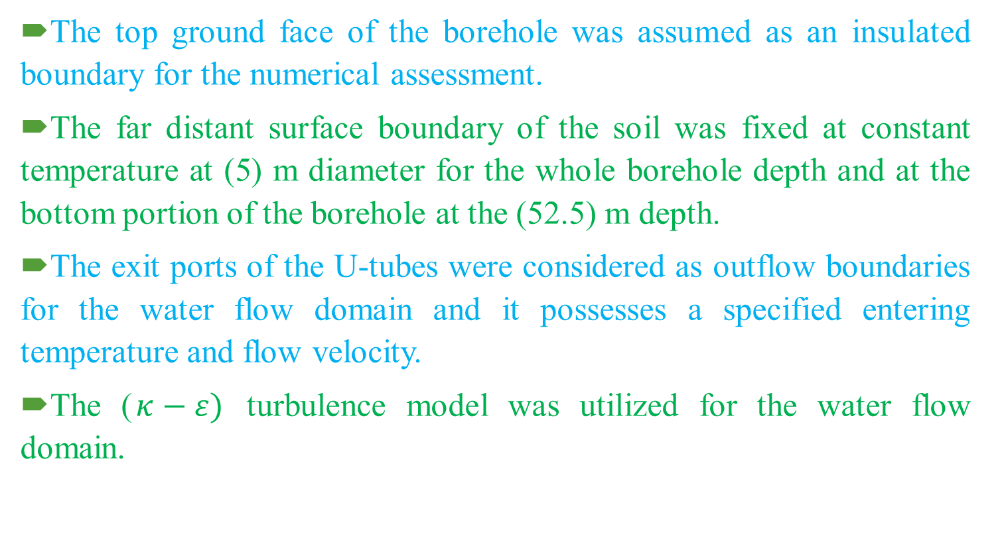 The top ground face of the borehole was assumed as an insulated
boundary for the numerical assessment.
The far distant surface boundary of the soil was fixed at constant
temperature at (5) m diameter for the whole borehole depth and at the
bottom portion of the borehole at the (52.5) m depth.
The exit ports of the U-tubes were considered as outflow boundaries
for the water flow domain and it possesses a specified entering
temperature and flow velocity.
The (κ − ε) turbulence model was utilized for the water flow
domain.